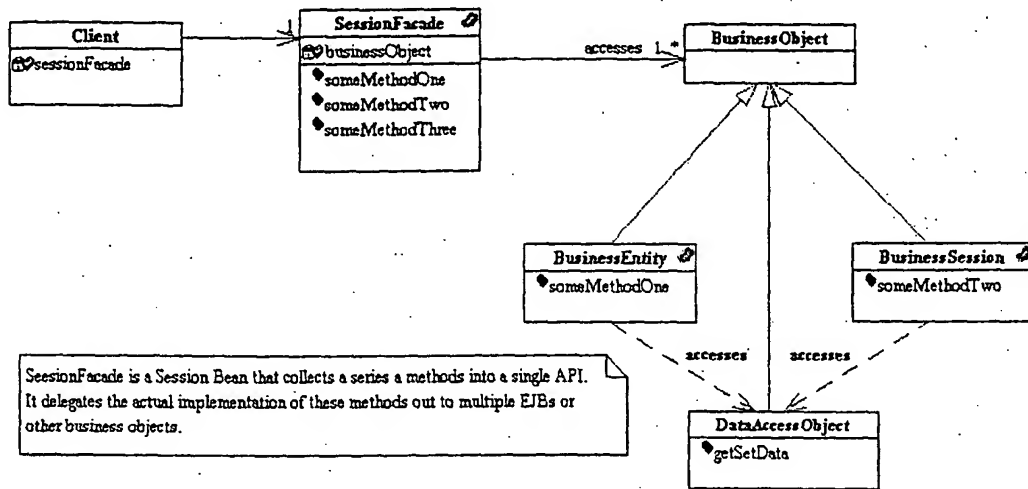 Client
sessionFacade
1
SessionFacade
businessObject
someMethodOne
someMethodTwo
someMethodThree
accesses 1..*
BusinessObject
BusinessEntity
someMethodOne
BusinessSession
someMethodTwo
accesses
accesses
DataAccessObject
getSetData
SessionFacade is a Session Bean that collects a series a methods into a single API.
It delegates the actual implementation of these methods out to multiple EJBs or
other business objects.